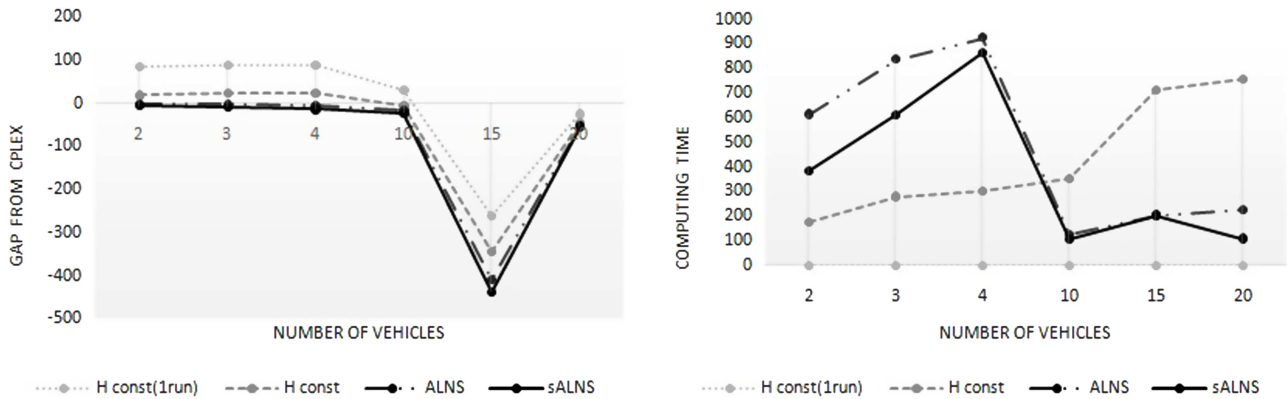 200
100
0
-100
-200
-300
-400
-500
GAP FROM CPLEX
2 3 4 10 15 20
NUMBER OF VEHICLES
H const(1run) H const ALNS sALNS
1000
900
800
700
600
500
400
300
200
100
0
COMPUTING TIME
2 3 4 10 15 20
NUMBER OF VEHICLES
H const(1run) H const ALNS sALNS